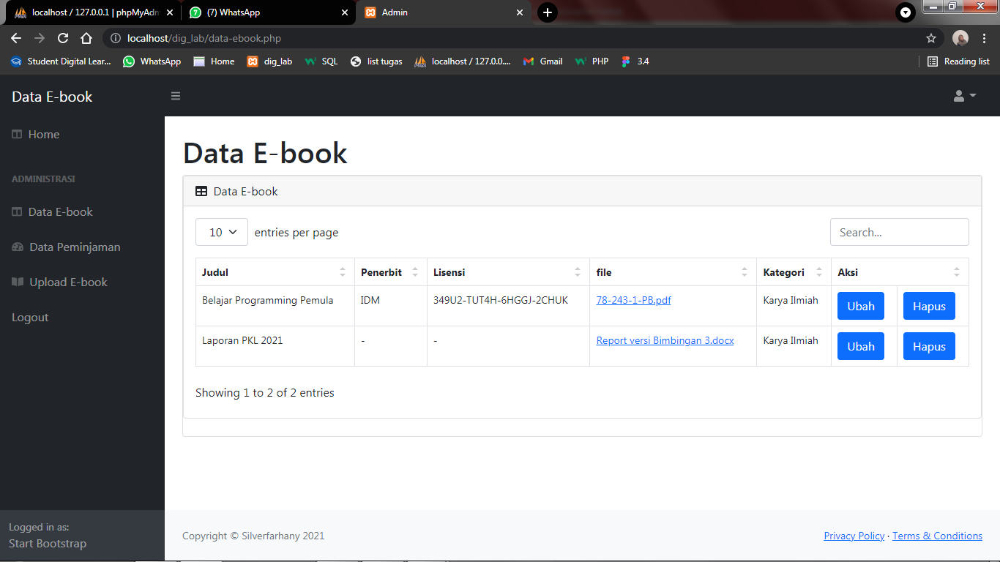 localhost / 127.0.0.1 | phpMyAdm
(7) WhatsApp
Admin
localhost/dig_lab/data-ebook.php
Student Digital Lear...
WhatsApp
Home
dig_lab
SQL
list tugas
localhost / 127.0.0....
Gmail
PHP
3.4
Reading list
Data E-book
Home
ADMINISTRASI
Data E-book
Data Peminjaman
Upload E-book
Logout
Logged in as:
Start Bootstrap
Data E-book
Data E-book
10 entries per page
Search...
Judul Penerbit Lisensi file Kategori Aksi
Belajar Programming Pemula IDM 349U2-TUT4H-6HGGJ-2CHUK 78-243-1-PB.pdf Karya Ilmiah Ubah Hapus
Laporan PKL 2021 - - Report versi Bimbingan 3.docx Karya Ilmiah Ubah Hapus
Showing 1 to 2 of 2 entries
Copyright © Silverfarhany 2021
Privacy Policy · Terms & Conditions